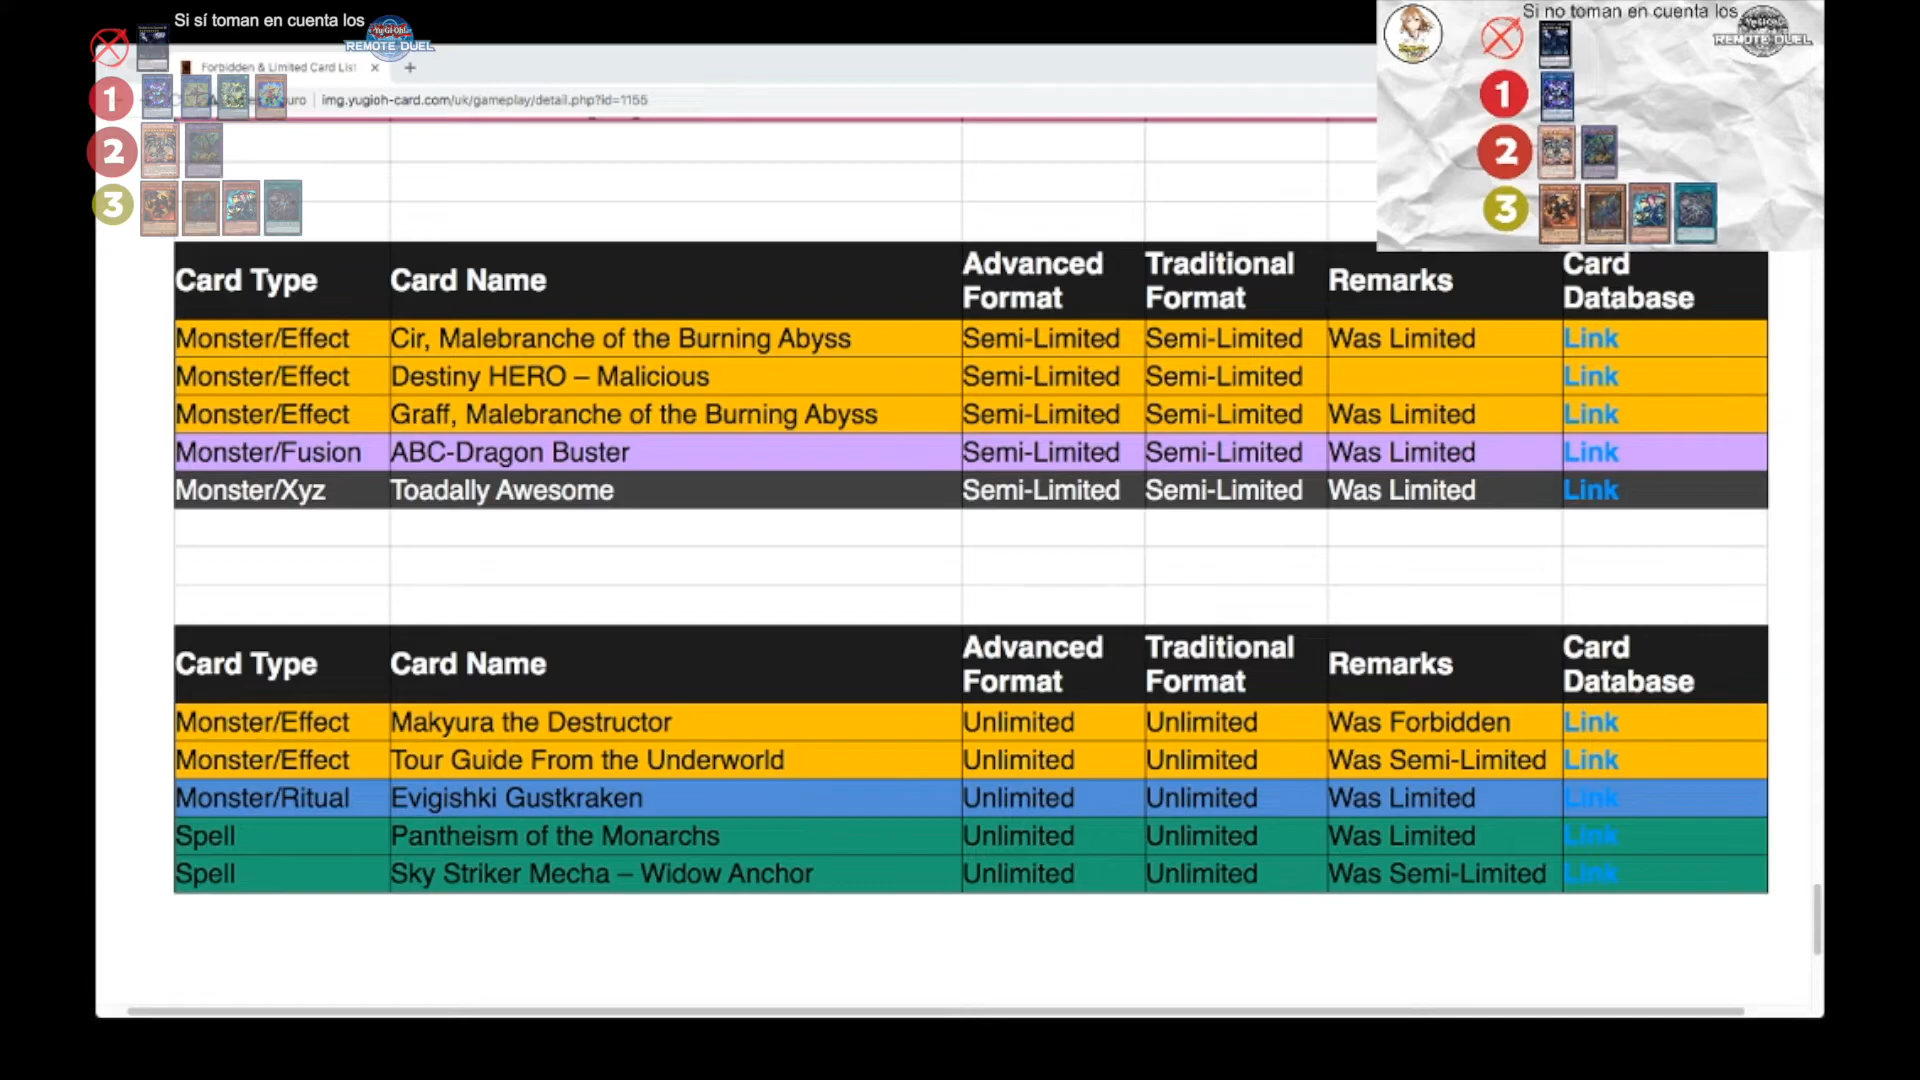 Si sí toman en cuenta los
Yu-Gi-Oh!
REMOTE DUEL
Si no toman en cuenta los
Yu-Gi-Oh!
REMOTE DUEL
Forbidden & Limited Card List
img.yugioh-card.com/uk/gameplay/detail.php?id=1155
1
2
3
1
2
3
Card Type Card Name Advanced Format Traditional Format Remarks Card Database
Monster/Effect Cir, Malebranche of the Burning Abyss Semi-Limited Semi-Limited Was Limited Link
Monster/Effect Destiny HERO – Malicious Semi-Limited Semi-Limited Link
Monster/Effect Graff, Malebranche of the Burning Abyss Semi-Limited Semi-Limited Was Limited Link
Monster/Fusion ABC-Dragon Buster Semi-Limited Semi-Limited Was Limited Link
Monster/Xyz Toadally Awesome Semi-Limited Semi-Limited Was Limited Link
Card Type Card Name Advanced Format Traditional Format Remarks Card Database
Monster/Effect Makyura the Destructor Unlimited Unlimited Was Forbidden Link
Monster/Effect Tour Guide From the Underworld Unlimited Unlimited Was Semi-Limited Link
Monster/Ritual Evigishki Gustkraken Unlimited Unlimited Was Limited Link
Spell Pantheism of the Monarchs Unlimited Unlimited Was Limited Link
Spell Sky Striker Mecha – Widow Anchor Unlimited Unlimited Was Semi-Limited Link